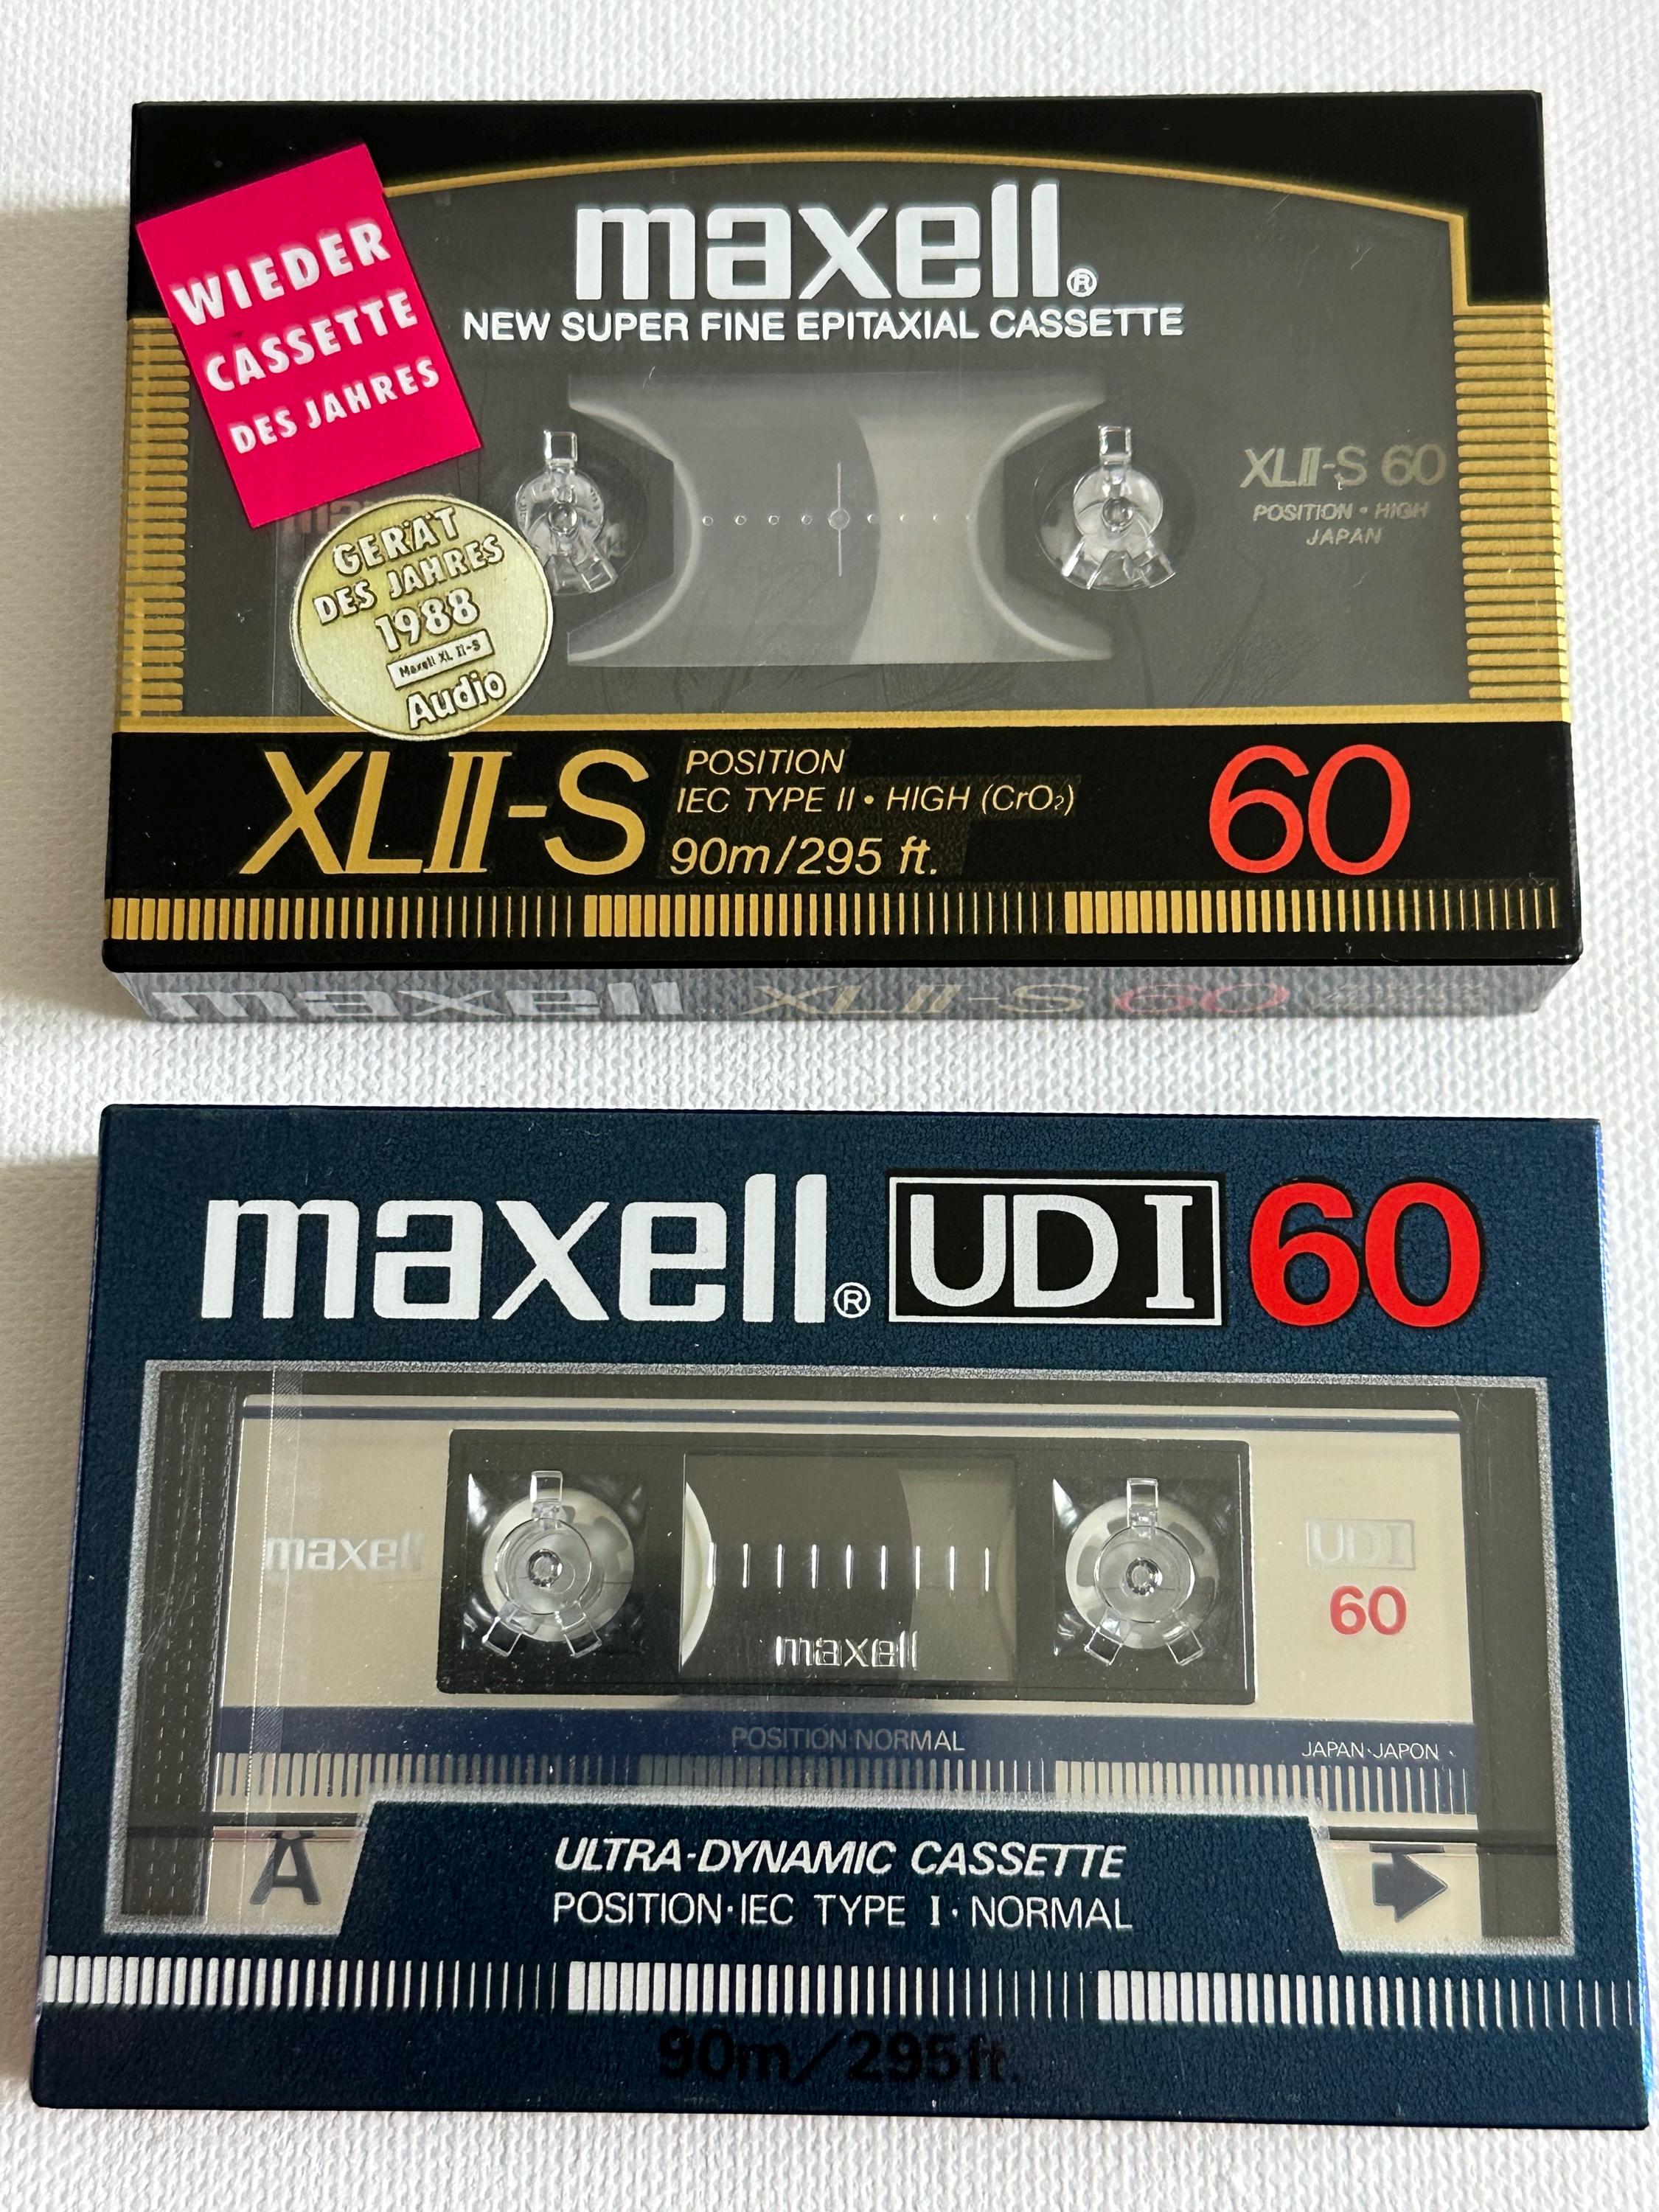 WIEDER
CASSETTE
DES JAHRES
maxell®
NEW SUPER FINE EPITAXIAL CASSETTE
XLII-S 60
POSITION • HIGH
JAPAN
GERÄT
DES JAHRES
1988
Maxell XL II-S
Audio
XLII-S
POSITION
IEC TYPE II • HIGH (CrO₂)
90m/295 ft.
60
maxell XLII-S 60
maxell® UDI 60
maxell
UDI
60
maxell
POSITION NORMAL
JAPAN·JAPON
A
ULTRA-DYNAMIC CASSETTE
POSITION·IEC TYPE I·NORMAL
90m/295ft.